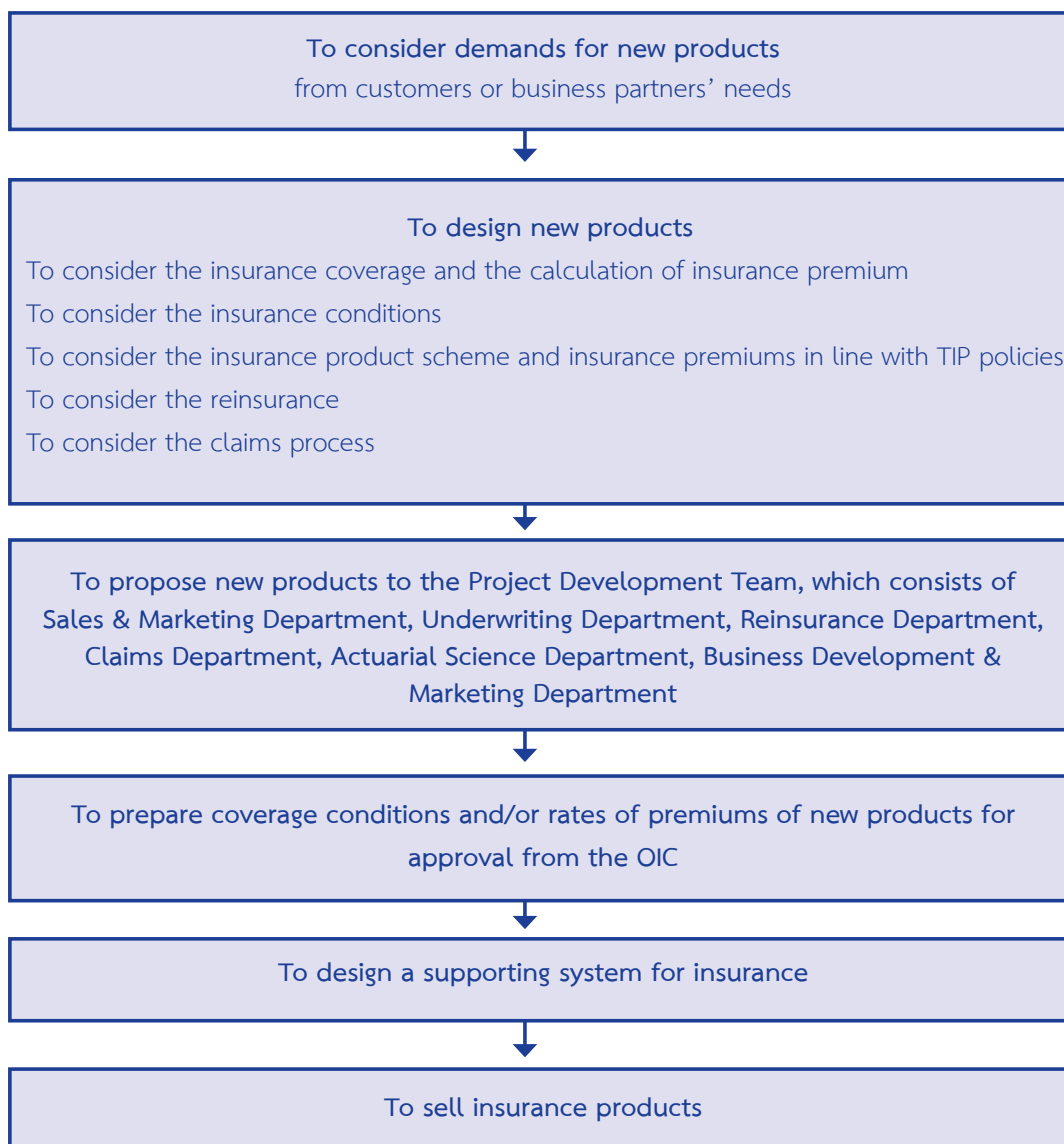 To consider demands for new products
from customers or business partners’ needs
To design new products
To consider the insurance coverage and the calculation of insurance premium
To consider the insurance conditions
To consider the insurance product scheme and insurance premiums in line with TIP policies
To consider the reinsurance
To consider the claims process
To propose new products to the Project Development Team, which consists of
Sales & Marketing Department, Underwriting Department, Reinsurance Department,
Claims Department, Actuarial Science Department, Business Development &
Marketing Department
To prepare coverage conditions and/or rates of premiums of new products for
approval from the OIC
To design a supporting system for insurance
To sell insurance products